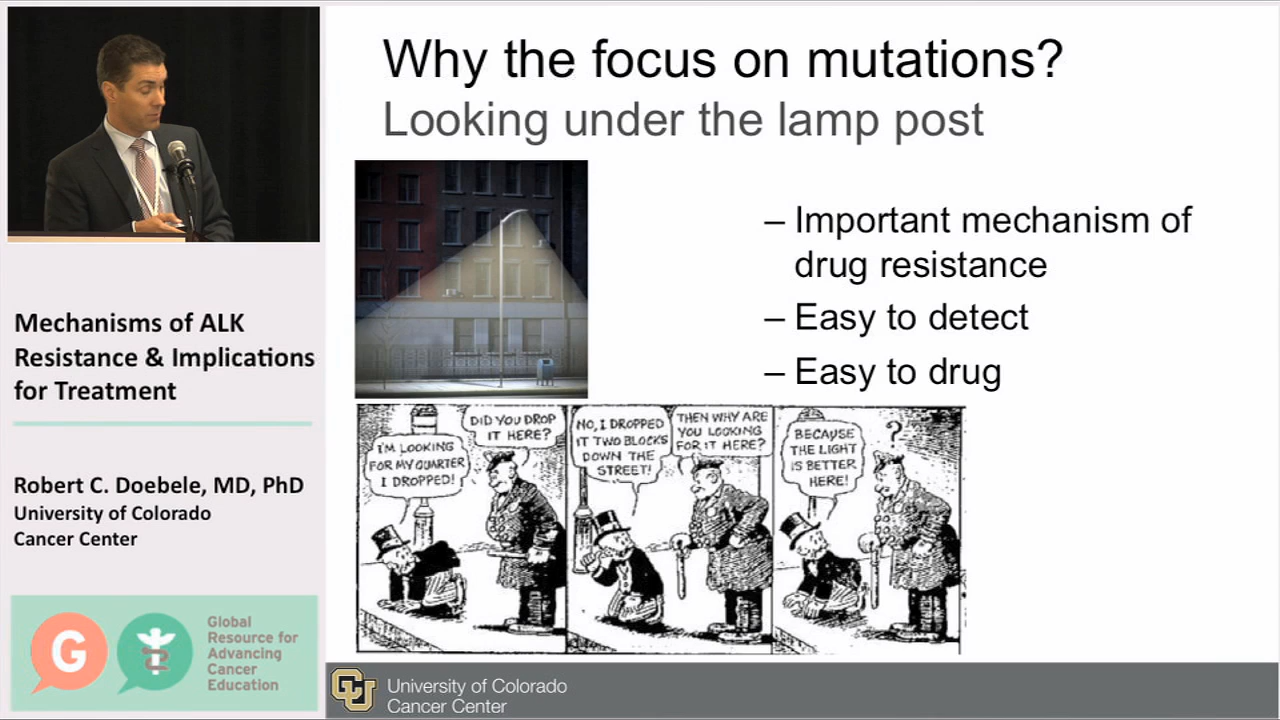 Why the focus on mutations?
Looking under the lamp post
– Important mechanism of
drug resistance
– Easy to detect
– Easy to drug
I'M LOOKING
FOR MY QUARTER
I DROPPED!
DID YOU DROP
IT HERE?
NO, I DROPPED
IT TWO BLOCKS
DOWN THE
STREET!
THEN WHY ARE
YOU LOOKING
FOR IT HERE?
BECAUSE
THE LIGHT
IS BETTER
HERE!
?
Mechanisms of ALK
Resistance & Implications
for Treatment
Robert C. Doebele, MD, PhD
University of Colorado
Cancer Center
G
Global
Resource for
Advancing
Cancer
Education
CU
University of Colorado
Cancer Center